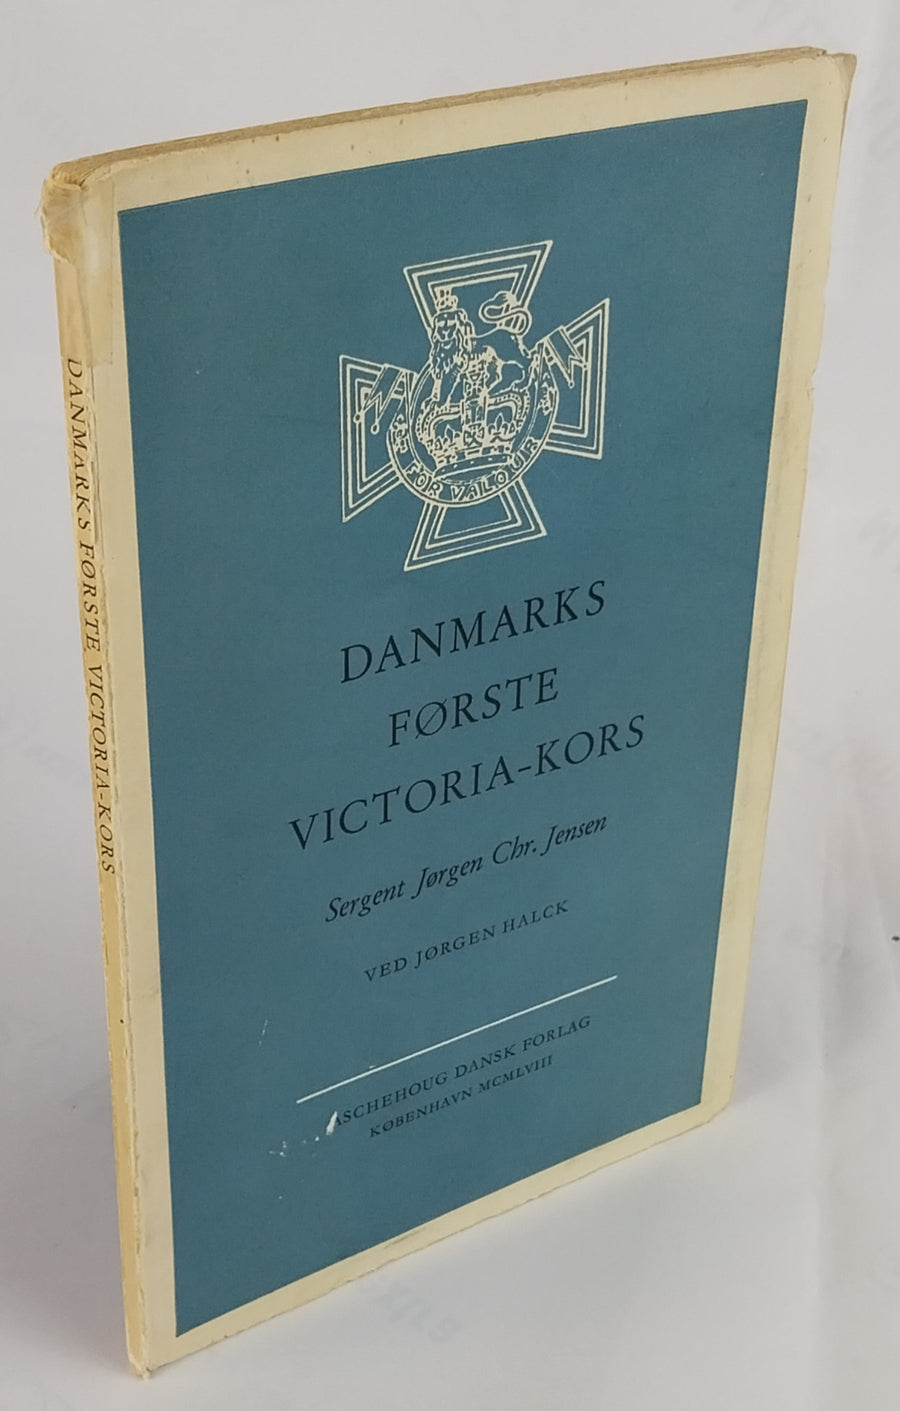 DANMARKS FØRSTE VICTORIA-KORS
FOR VALOUR
DANMARKS
FØRSTE
VICTORIA-KORS
Sergent Jørgen Chr. Jensen
VED JØRGEN HALCK
ASCHEHOUG DANSK FORLAG
KØBENHAVN MCMLVIII